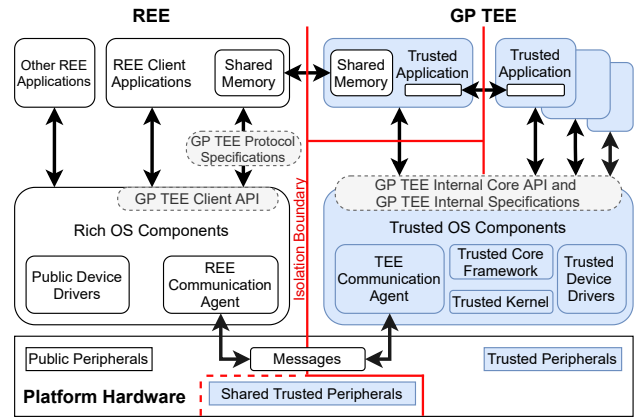 REE
GP TEE
Other REE
Applications
REE Client
Applications
Shared
Memory
Shared
Memory
Trusted
Application
Trusted
Application
GP TEE Protocol
Specifications
GP TEE Client API
GP TEE Internal Core API and
GP TEE Internal Specifications
Isolation Boundary
Rich OS Components
Public Device
Drivers
REE
Communication
Agent
Trusted OS Components
TEE
Communication
Agent
Trusted Core
Framework
Trusted Kernel
Trusted
Device
Drivers
Public Peripherals
Messages
Trusted Peripherals
Platform Hardware
Shared Trusted Peripherals